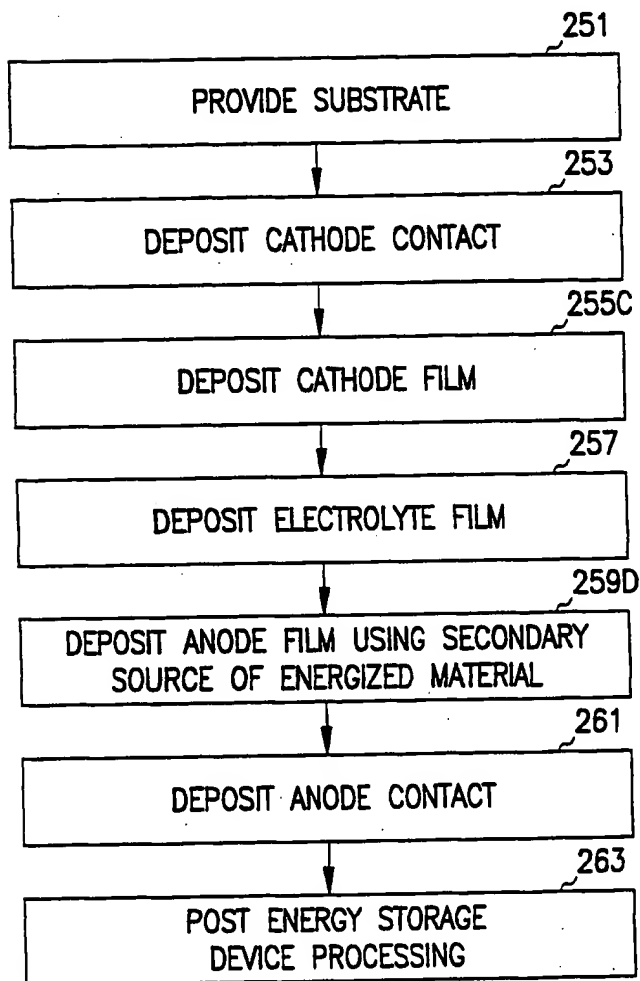 251
PROVIDE SUBSTRATE
253
DEPOSIT CATHODE CONTACT
255C
DEPOSIT CATHODE FILM
257
DEPOSIT ELECTROLYTE FILM
259D
DEPOSIT ANODE FILM USING SECONDARY
SOURCE OF ENERGIZED MATERIAL
261
DEPOSIT ANODE CONTACT
263
POST ENERGY STORAGE
DEVICE PROCESSING